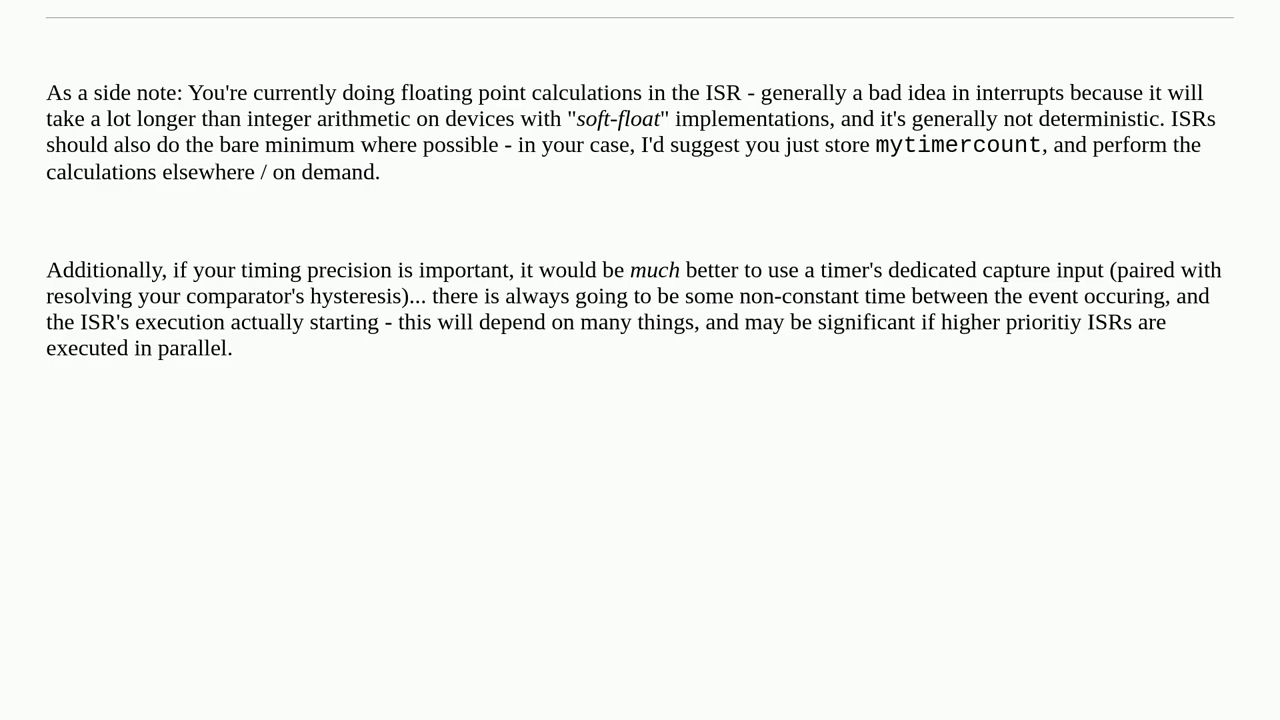 As a side note: You're currently doing floating point calculations in the ISR - generally a bad idea in interrupts because it will
take a lot longer than integer arithmetic on devices with "soft-float" implementations, and it's generally not deterministic. ISRs
should also do the bare minimum where possible - in your case, I'd suggest you just store mytimercount, and perform the
calculations elsewhere / on demand.
Additionally, if your timing precision is important, it would be much better to use a timer's dedicated capture input (paired with
resolving your comparator's hysteresis)... there is always going to be some non-constant time between the event occuring, and
the ISR's execution actually starting - this will depend on many things, and may be significant if higher prioritiy ISRs are
executed in parallel.